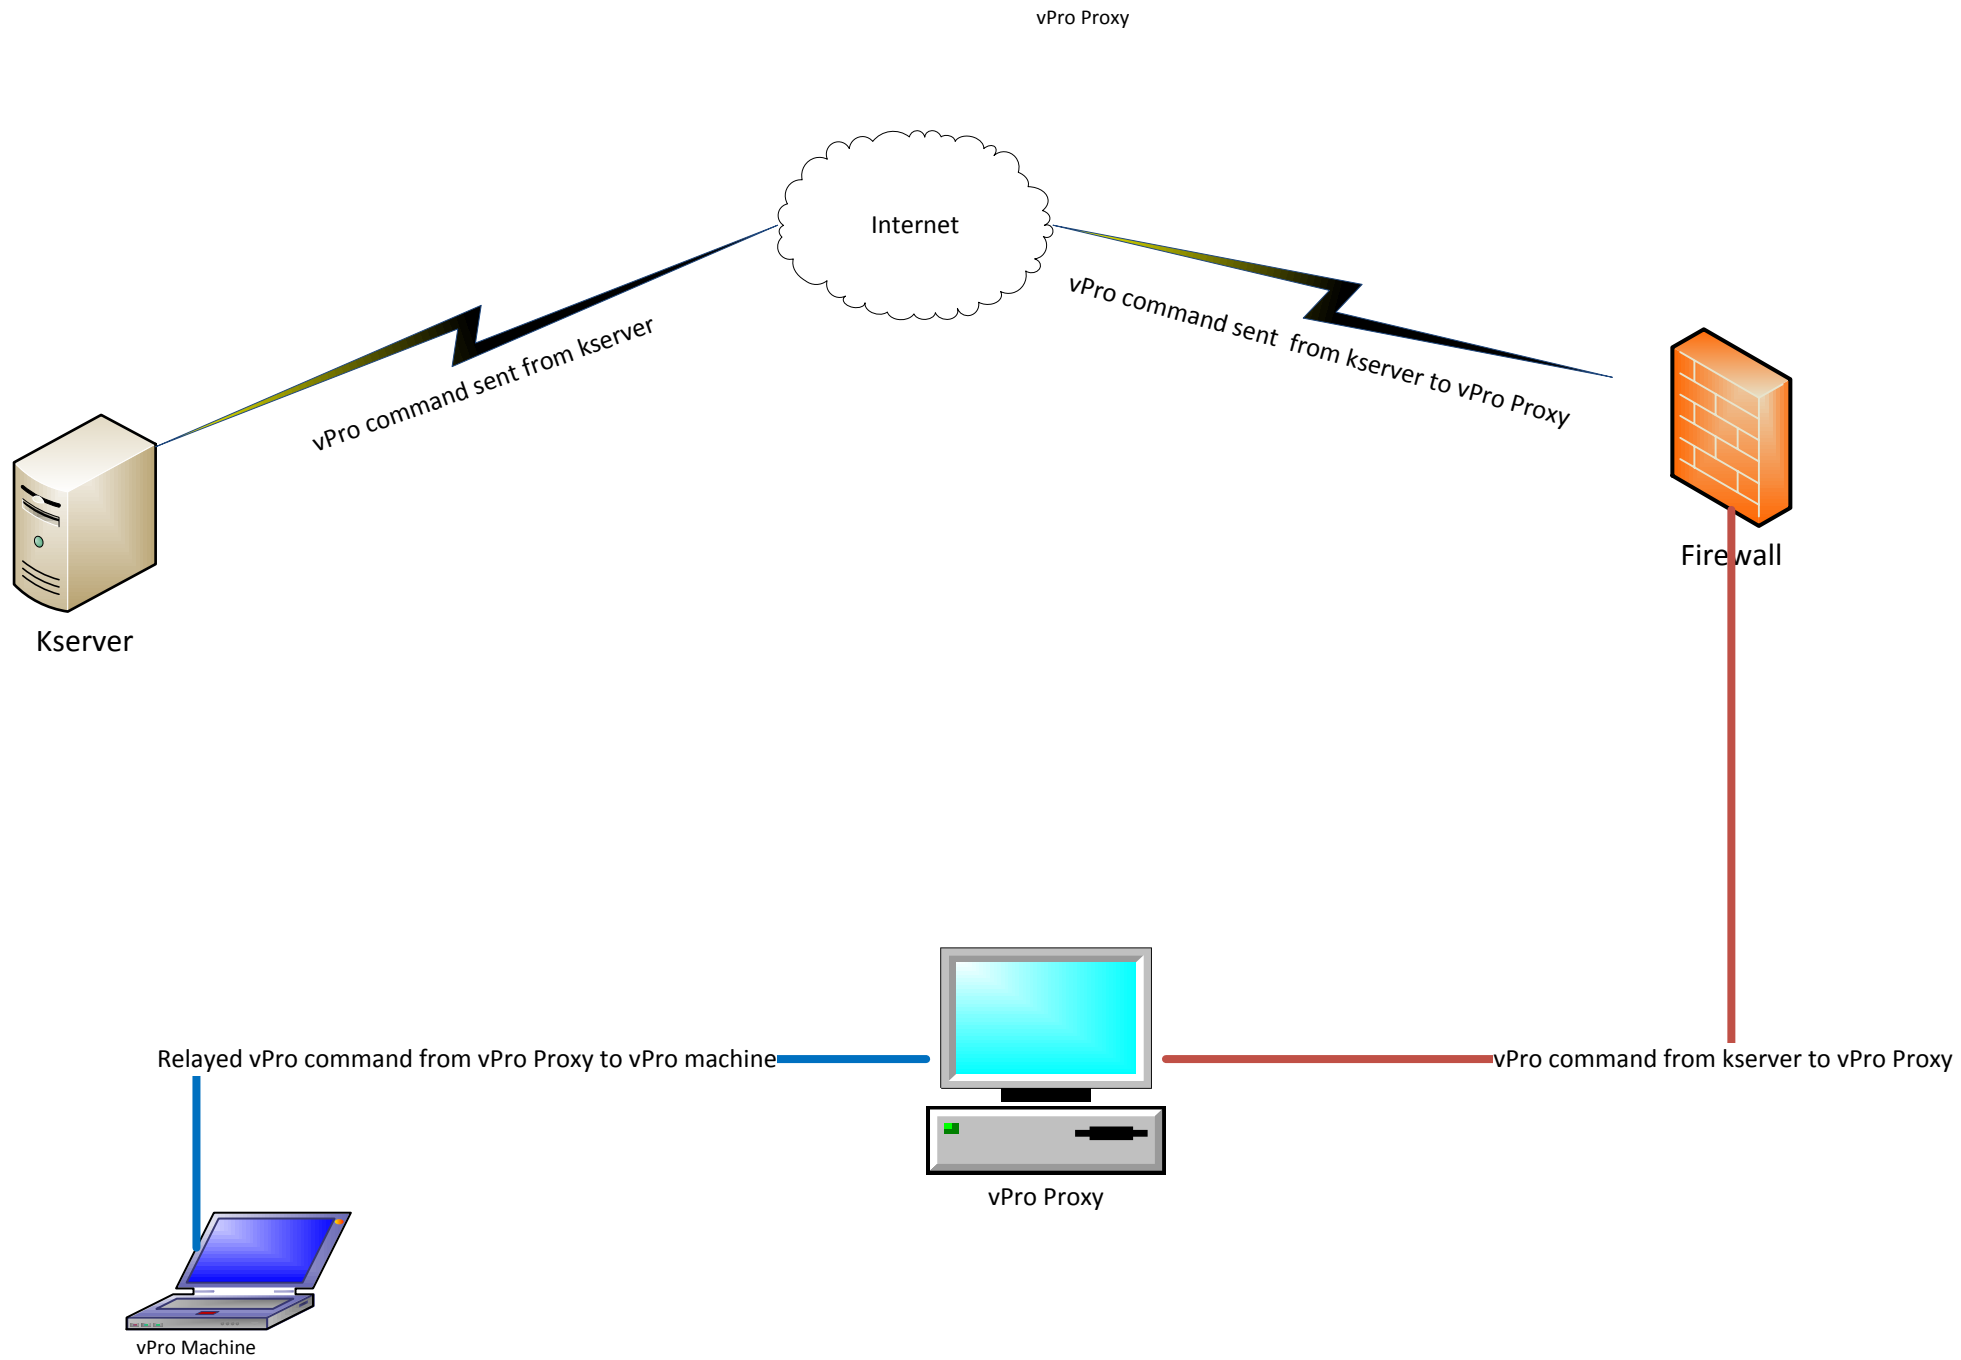 vPro Proxy
Internet
vPro command sent from kserver
vPro command sent  from kserver to vPro Proxy
Firewall
Kserver
Relayed vPro command from vPro Proxy to vPro machine
vPro command from kserver to vPro Proxy
vPro Proxy
vPro Machine